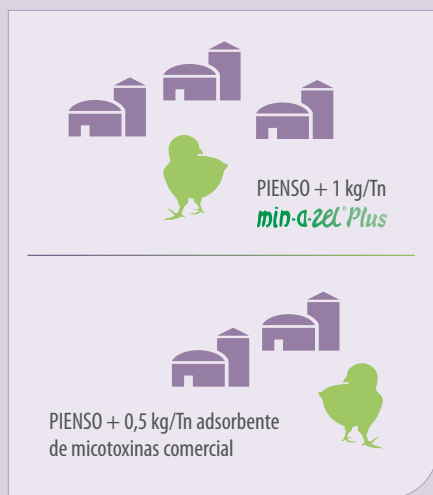 PIENSO + 1 kg/Tn
min-a-zel® Plus
PIENSO + 0,5 kg/Tn adsorbente
de micotoxinas comercial